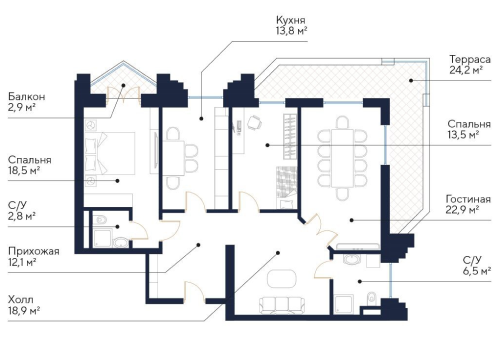 Кухня
13,8 м²
Терраса
24,2 м²
Балкон
2,9 м²
Спальня
13,5 м²
Спальня
18,5 м²
Гостиная
22,9 м²
С/У
2,8 м²
Прихожая
12,1 м²
С/У
6,5 м²
Холл
18,9 м²